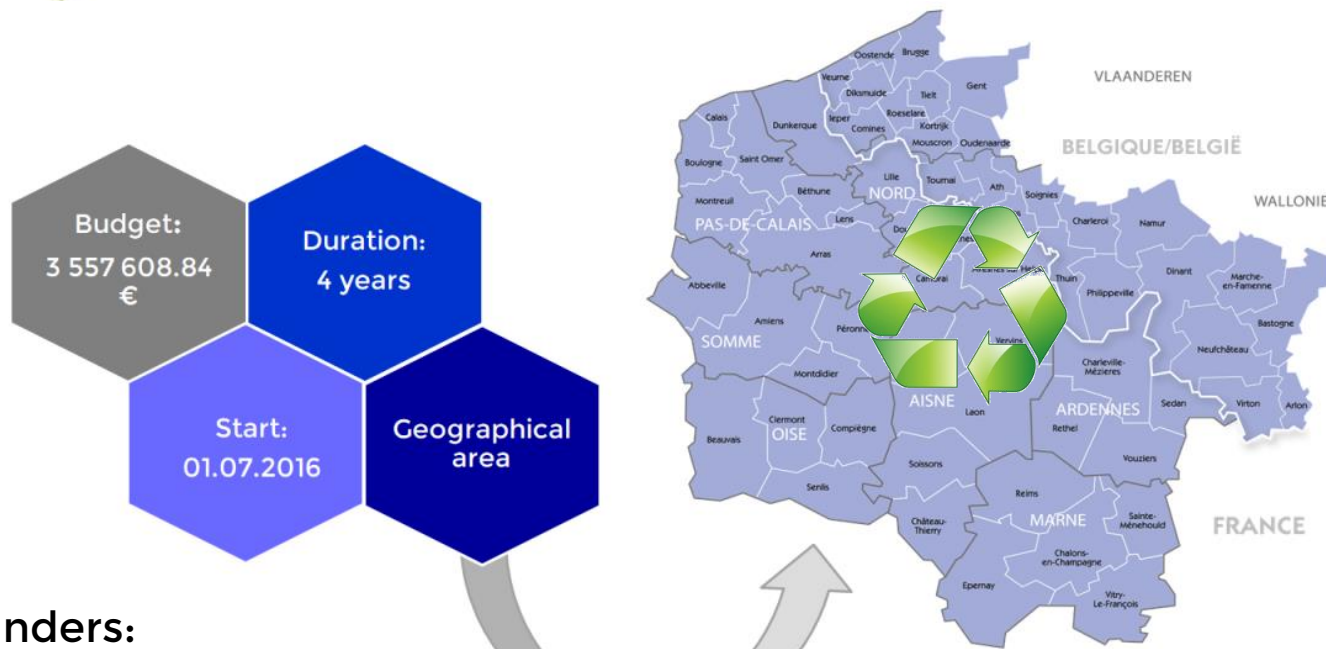 Budget:
3 557 608.84
€
Duration:
4 years
Start:
01.07.2016
Geographical
area
nders:
VLAANDEREN
BELGIQUE/BELGIË
WALLONIE
FRANCE
Oostende
Brugge
Veurne
Diksmuide
Tielt
Gent
Roeselare
Ieper
Kortrijk
Comines
Mouscron
Oudenaarde
Calais
Dunkerque
Boulogne
Saint Omer
Lille
NORD
Tournai
Ath
Soignies
Béthune
Montreuil
Lens
PAS-DE-CALAIS
Charleroi
Namur
Arras
Cambrai
Thuin
Dinant
Marche-
en-Famenne
Philippeville
Abbeville
Amiens
Péronne
SOMME
Vervins
Bastogne
Neufchâteau
Charleville-
Mézieres
Montdidier
AISNE
Laon
ARDENNES
Sedan
Virton
Arlon
Rethel
Clermont
OISE
Compiègne
Beauvais
Soissons
Vouziers
Senlis
Reims
MARNE
Sainte-
Ménehould
Château-
Thierry
Chalons-
en-Champagne
Epernay
Vitry-
Le-François